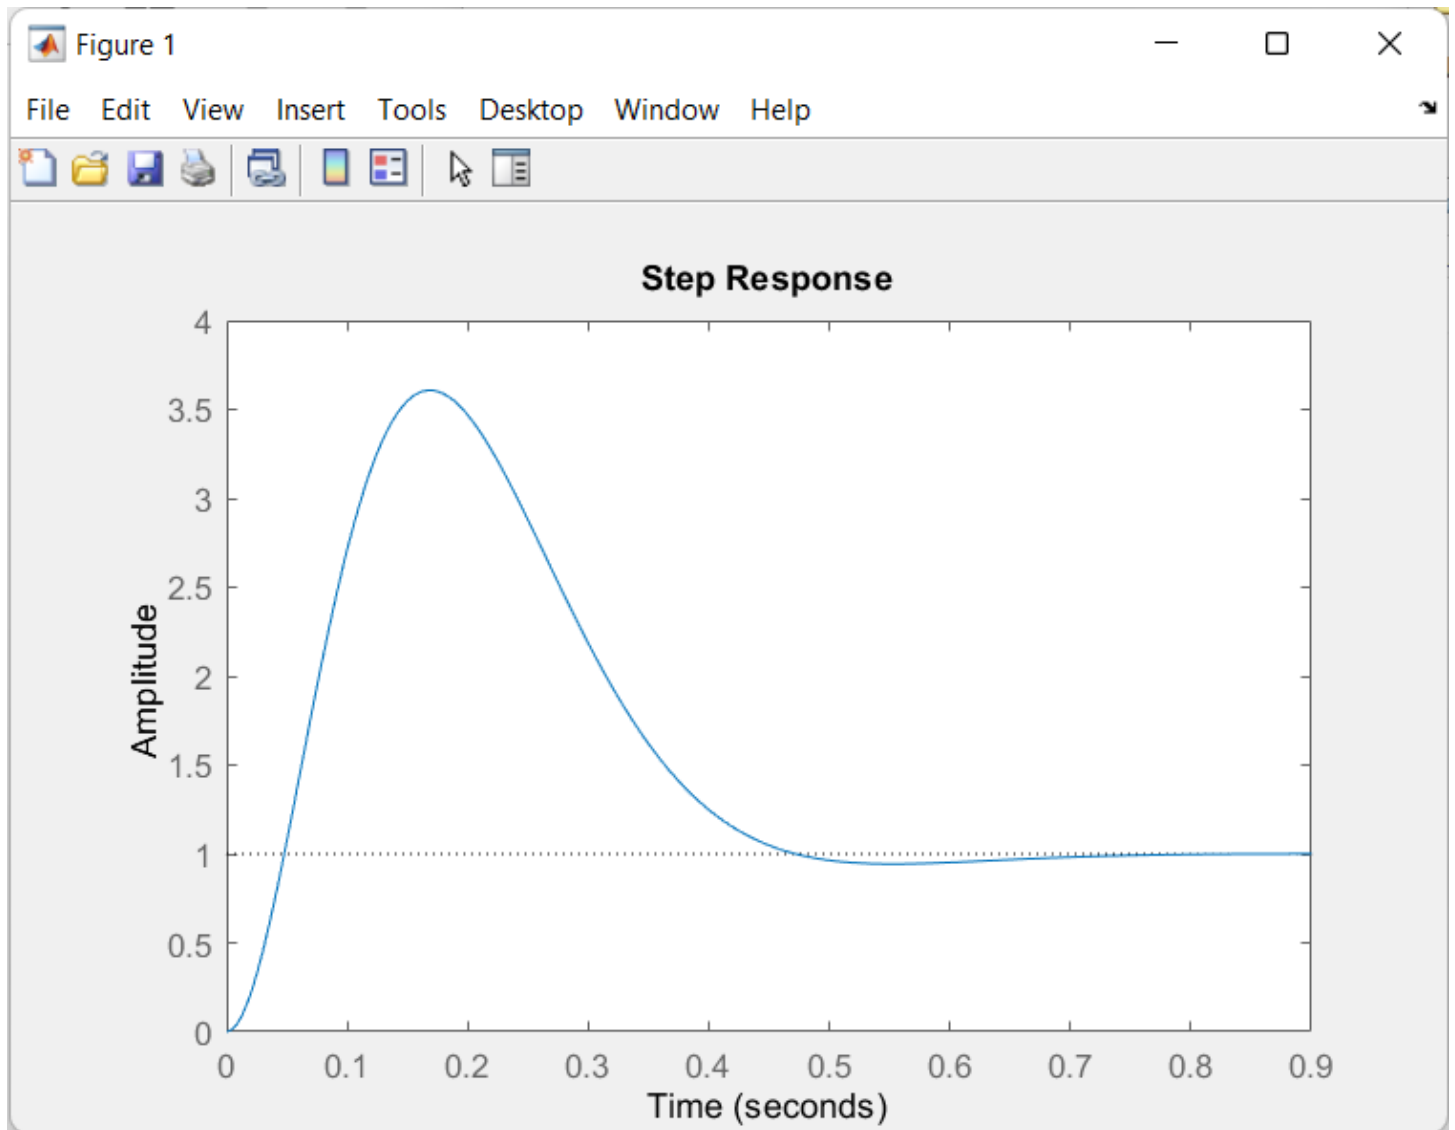 Figure 1
File Edit View Insert Tools Desktop Window Help
Step Response
4
3.5
3
2.5
2
1.5
1
0.5
0
Amplitude
0 0.1 0.2 0.3 0.4 0.5 0.6 0.7 0.8 0.9
Time (seconds)